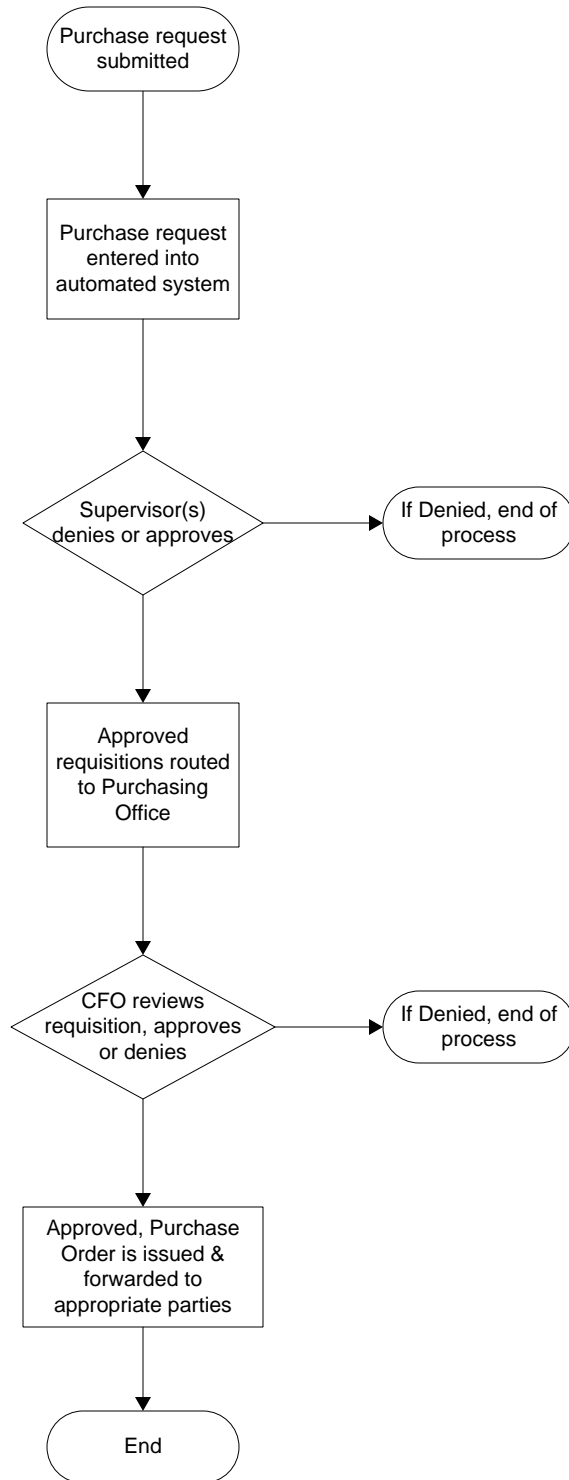 Purchase request
submitted
Purchase request
entered into
automated system
Supervisor(s)
denies or approves
If Denied, end of
process
Approved
requisitions routed
to Purchasing
Office
CFO reviews
requisition, approves
or denies
If Denied, end of
process
Approved, Purchase
Order is issued &
forwarded to
appropriate parties
End